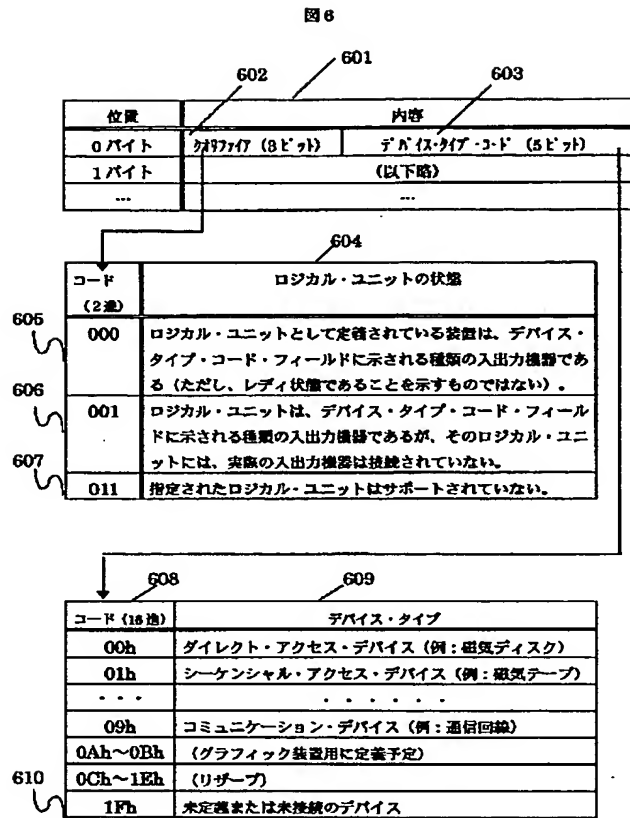 図6
601
602
603
位置 内容
0バイト クオリファイア (3ビット) デバイス・タイプ・コード (5ビット)
1バイト (以下略)
... ...
604
コード (2進) ロジカル・ユニットの状態
605
000 ロジカル・ユニットとして定義されている装置は、デバイス・
タイプ・コード・フィールドに示される種類の入出力機器であ
る（ただし、レディ状態であることを示すものではない）。
606
001 ロジカル・ユニットは、デバイス・タイプ・コード・フィール
ドに示される種類の入出力機器であるが、そのロジカル・ユニ
ットには、実際の入出力機器は接続されていない。
607
011 指定されたロジカル・ユニットはサポートされていない。
608
609
コード (16進) デバイス・タイプ
00h ダイレクト・アクセス・デバイス (例：磁気ディスク)
01h シーケンシャル・アクセス・デバイス (例：磁気テープ)
・・・ ・・・・・・
09h コミュニケーション・デバイス (例：通信回線)
0Ah～0Bh (グラフィック装置用に定義予定)
0Ch～1Eh (リザーブ)
610
1Fh 未定義または未接続のデバイス